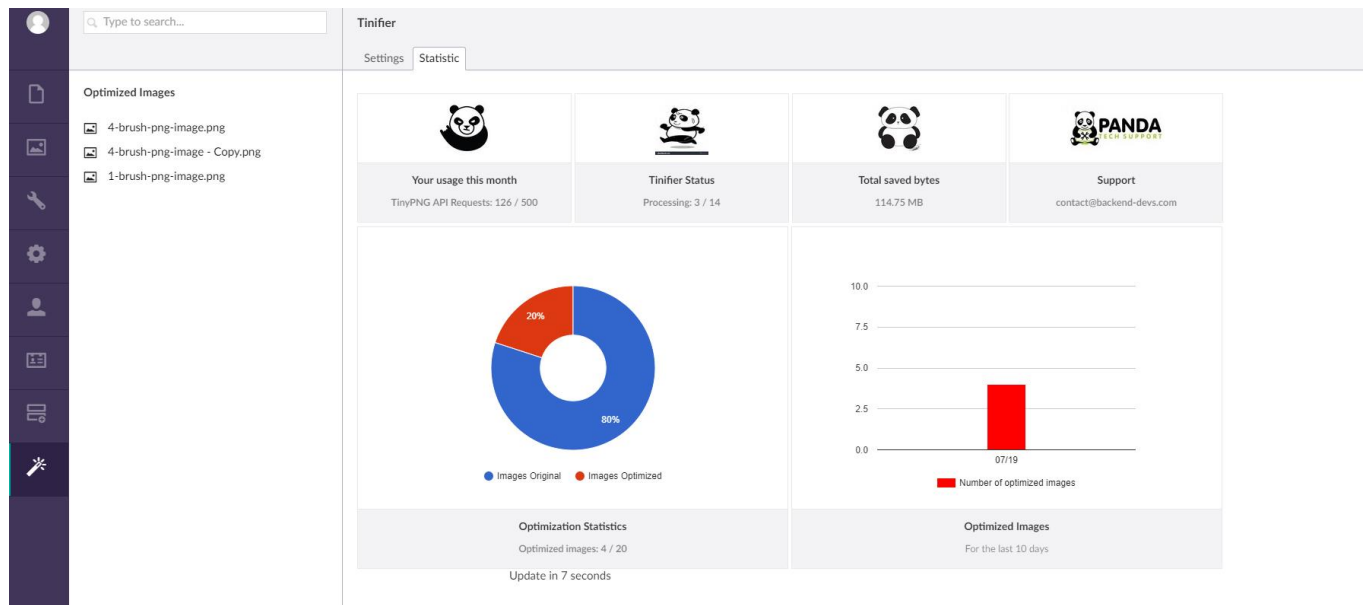 Type to search...
Tinifier
Settings
Statistic
Optimized Images
4-brush-png-image.png
4-brush-png-image - Copy.png
1-brush-png-image.png
PANDA
TECH SUPPORT
Your usage this month
TinyPNG API Requests: 126 / 500
Tinifier Status
Processing: 3 / 14
Total saved bytes
114.75 MB
Support
contact@backend-devs.com
20%
80%
Images Original
Images Optimized
Optimization Statistics
Optimized images: 4 / 20
10.0
7.5
5.0
2.5
0.0
07/19
Number of optimized images
Optimized Images
For the last 10 days
Update in 7 seconds